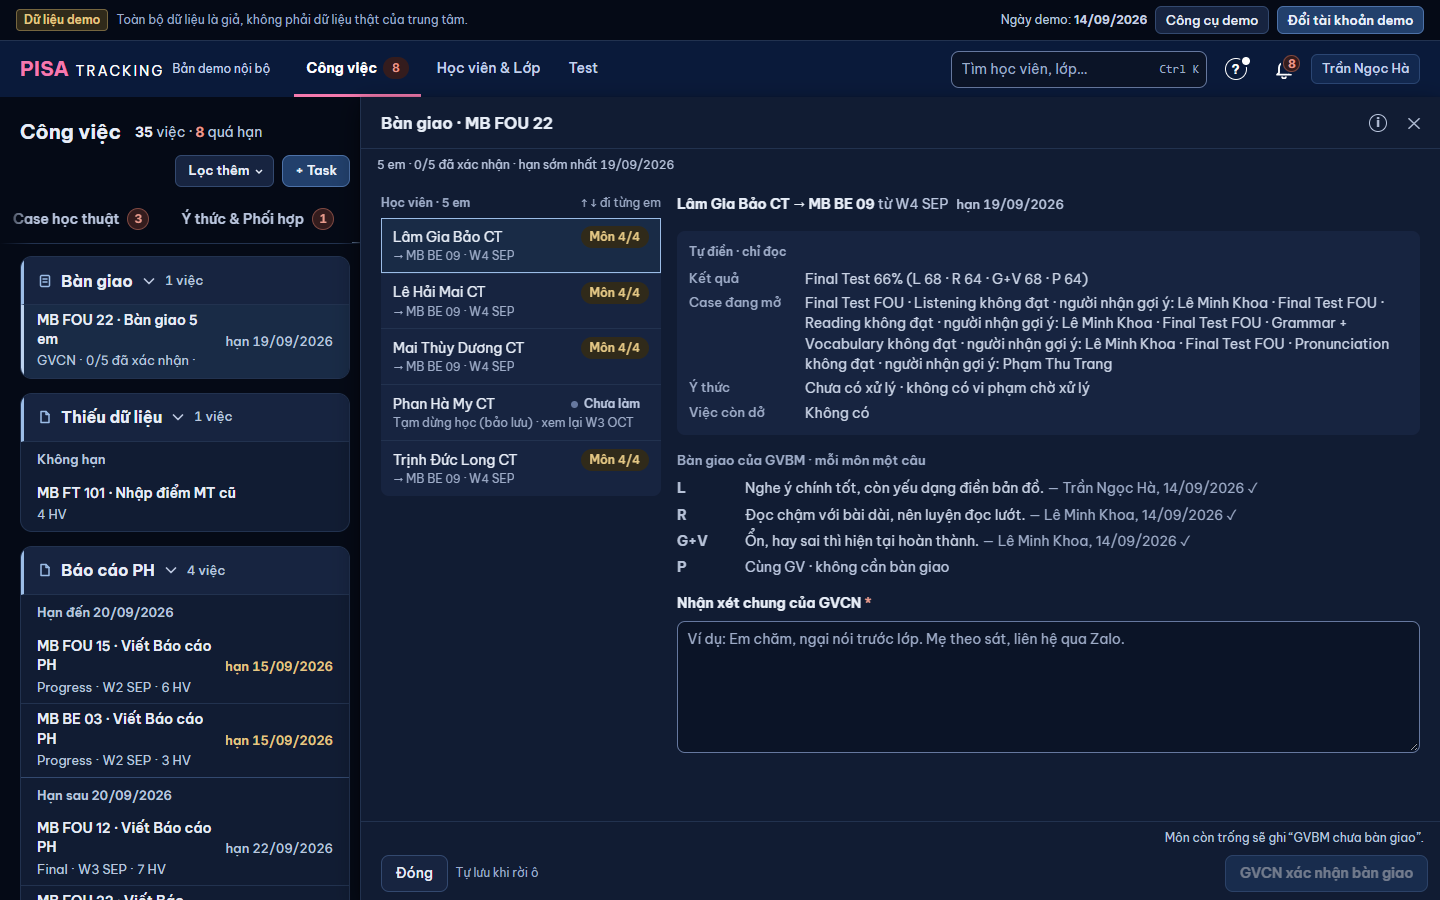 Dữ liệu demo Toàn bộ dữ liệu là giả, không phải dữ liệu thật của trung tâm.
Ngày demo: 14/09/2026 Công cụ demo Đổi tài khoản demo
PISA TRACKING Bản demo nội bộ Công việc 8 Học viên & Lớp Test
Tìm học viên, lớp... Ctrl K ? 8 Trần Ngọc Hà
Công việc 35 việc · 8 quá hạn
Lọc thêm + Task
Case học thuật 3 Ý thức & Phối hợp 1
Bàn giao 1 việc
MB FOU 22 · Bàn giao 5
em
hạn 19/09/2026
GVCN · 0/5 đã xác nhận ·
Thiếu dữ liệu 1 việc
Không hạn
MB FT 101 · Nhập điểm MT cũ
4 HV
Báo cáo PH 4 việc
Hạn đến 20/09/2026
MB FOU 15 · Viết Báo cáo
PH
hạn 15/09/2026
Progress · W2 SEP · 6 HV
MB BE 03 · Viết Báo cáo
PH
hạn 15/09/2026
Progress · W2 SEP · 3 HV
Hạn sau 20/09/2026
MB FOU 12 · Viết Báo cáo
PH
hạn 22/09/2026
Final · W3 SEP · 7 HV
Bàn giao · MB FOU 22
5 em · 0/5 đã xác nhận · hạn sớm nhất 19/09/2026
Học viên · 5 em ↑↓ đi từng em
Lâm Gia Bảo CT Môn 4/4
→ MB BE 09 · W4 SEP
Lê Hải Mai CT Môn 4/4
→ MB BE 09 · W4 SEP
Mai Thùy Dương CT Môn 4/4
→ MB BE 09 · W4 SEP
Phan Hà My CT Chưa làm
Tạm dừng học (bảo lưu) · xem lại W3 OCT
Trịnh Đức Long CT Môn 4/4
→ MB BE 09 · W4 SEP
Lâm Gia Bảo CT → MB BE 09 từ W4 SEP hạn 19/09/2026
Tự điền · chỉ đọc
Kết quả Final Test 66% (L 68 · R 64 · G+V 68 · P 64)
Case đang mở Final Test FOU · Listening không đạt · người nhận gợi ý: Lê Minh Khoa · Final Test FOU ·
Reading không đạt · người nhận gợi ý: Lê Minh Khoa · Final Test FOU · Grammar +
Vocabulary không đạt · người nhận gợi ý: Lê Minh Khoa · Final Test FOU · Pronunciation
không đạt · người nhận gợi ý: Phạm Thu Trang
Ý thức Chưa có xử lý · không có vi phạm chờ xử lý
Việc còn dở Không có
Bàn giao của GVBM · mỗi môn một câu
L Nghe ý chính tốt, còn yếu dạng điền bản đồ. — Trần Ngọc Hà, 14/09/2026 ✓
R Đọc chậm với bài dài, nên luyện đọc lướt. — Lê Minh Khoa, 14/09/2026 ✓
G+V Ổn, hay sai thì hiện tại hoàn thành. — Lê Minh Khoa, 14/09/2026 ✓
P Cùng GV · không cần bàn giao
Nhận xét chung của GVCN *
Ví dụ: Em chăm, ngại nói trước lớp. Mẹ theo sát, liên hệ qua Zalo.
Môn còn trống sẽ ghi “GVBM chưa bàn giao”.
Đóng Tự lưu khi rời ô GVCN xác nhận bàn giao